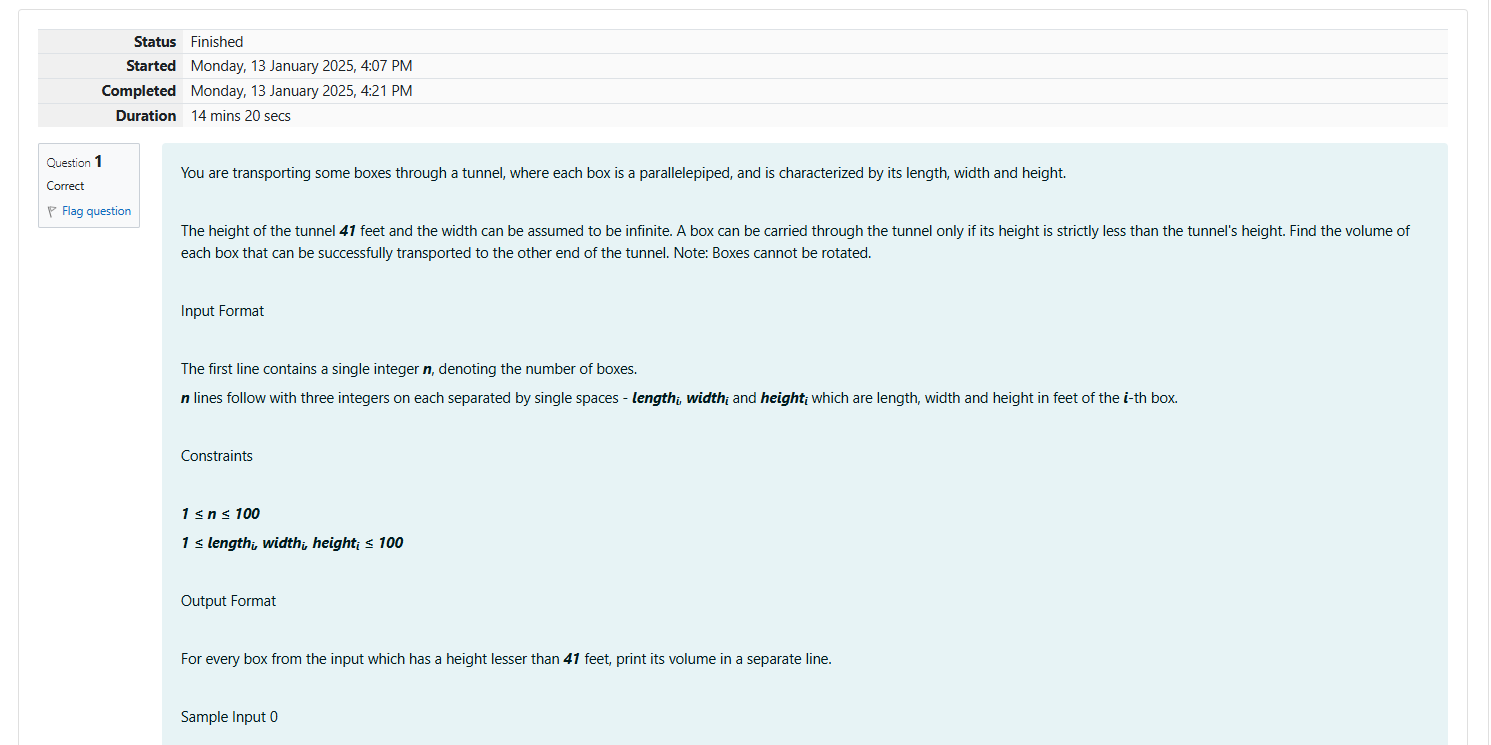 Status Finished
Started Monday, 13 January 2025, 4:07 PM
Completed Monday, 13 January 2025, 4:21 PM
Duration 14 mins 20 secs
Question 1
Correct
Flag question
You are transporting some boxes through a tunnel, where each box is a parallelepiped, and is characterized by its length, width and height.
The height of the tunnel 41 feet and the width can be assumed to be infinite. A box can be carried through the tunnel only if its height is strictly less than the tunnel's height. Find the volume of
each box that can be successfully transported to the other end of the tunnel. Note: Boxes cannot be rotated.
Input Format
The first line contains a single integer n, denoting the number of boxes.
n lines follow with three integers on each separated by single spaces - lengthᵢ, widthᵢ and heightᵢ which are length, width and height in feet of the i-th box.
Constraints
1 ≤ n ≤ 100
1 ≤ lengthᵢ, widthᵢ, heightᵢ ≤ 100
Output Format
For every box from the input which has a height lesser than 41 feet, print its volume in a separate line.
Sample Input 0